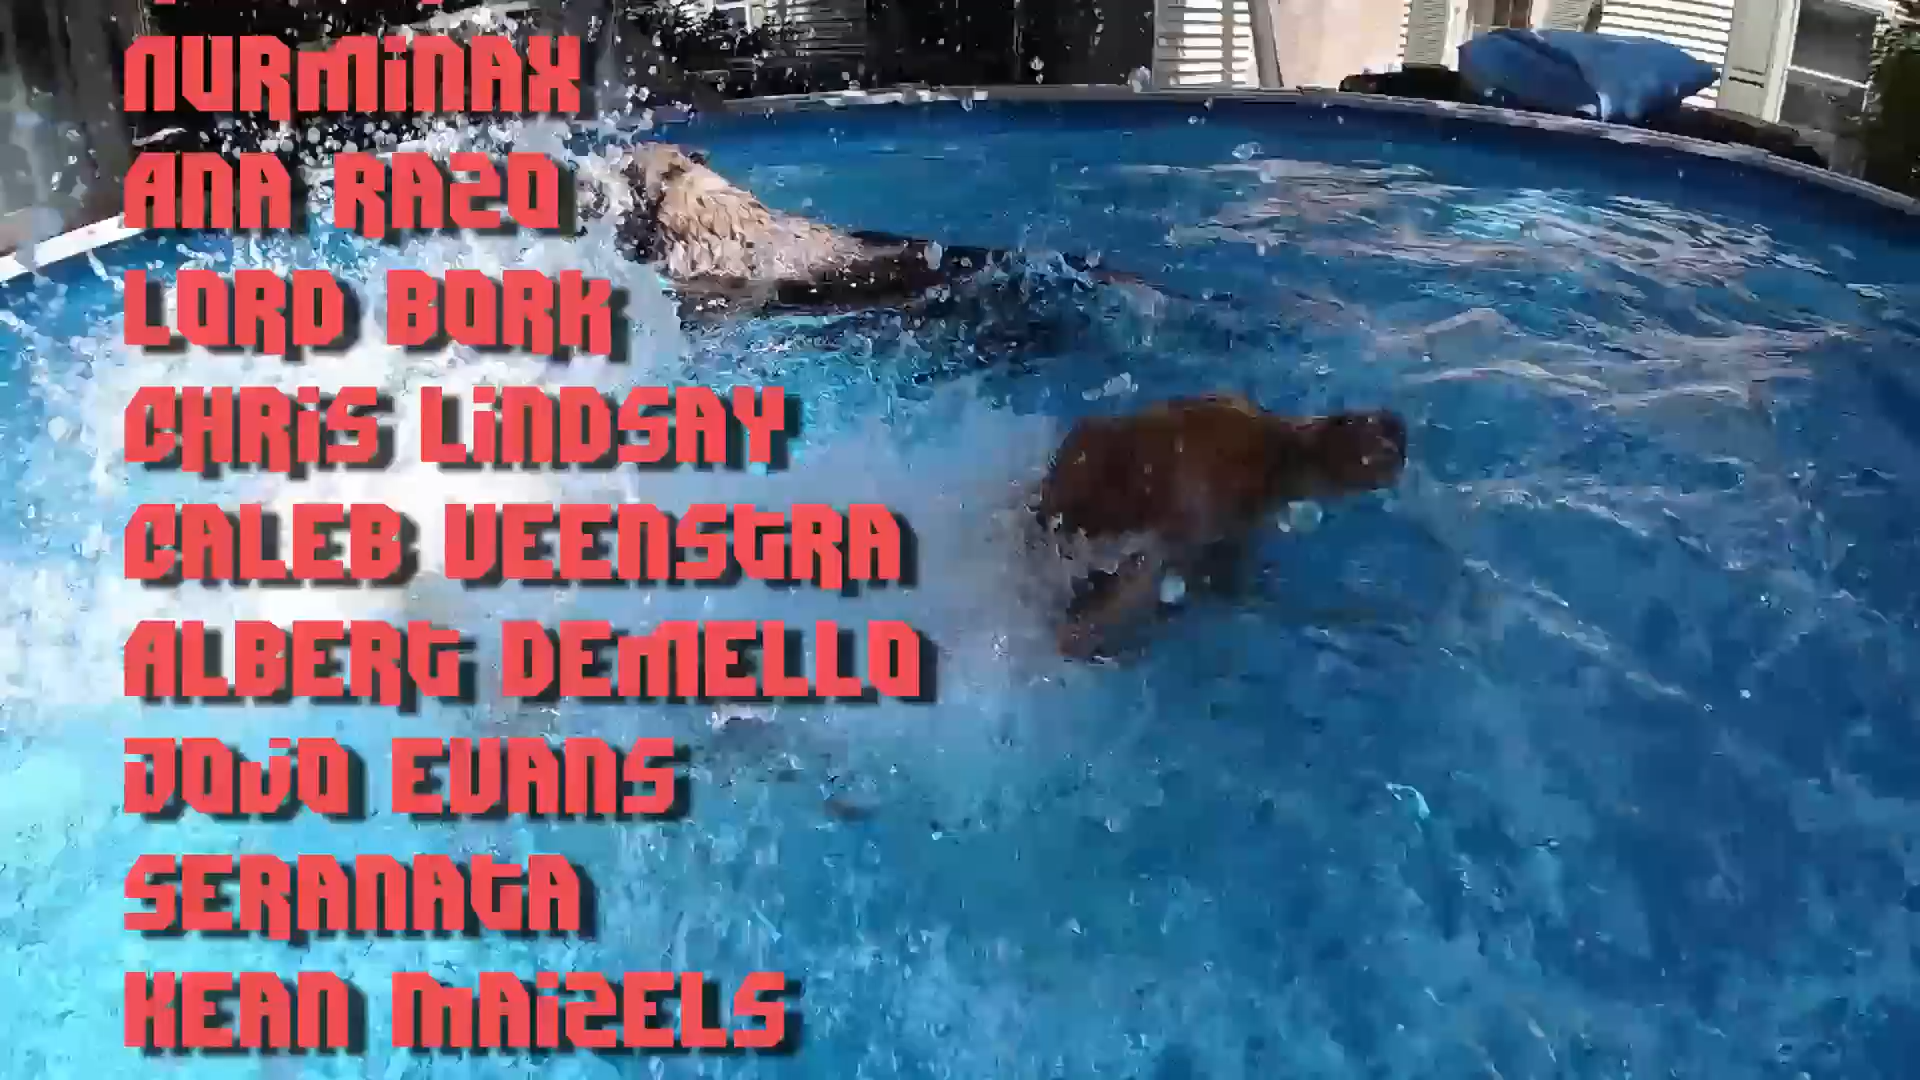 NURMiNAX
ANA RAZO
LORD BORK
CHRiS LiNDSAY
CALEB VEENSTRA
ALBERT DEMELLO
JOJO EVANS
SERANATA
KEAN MAiZELS